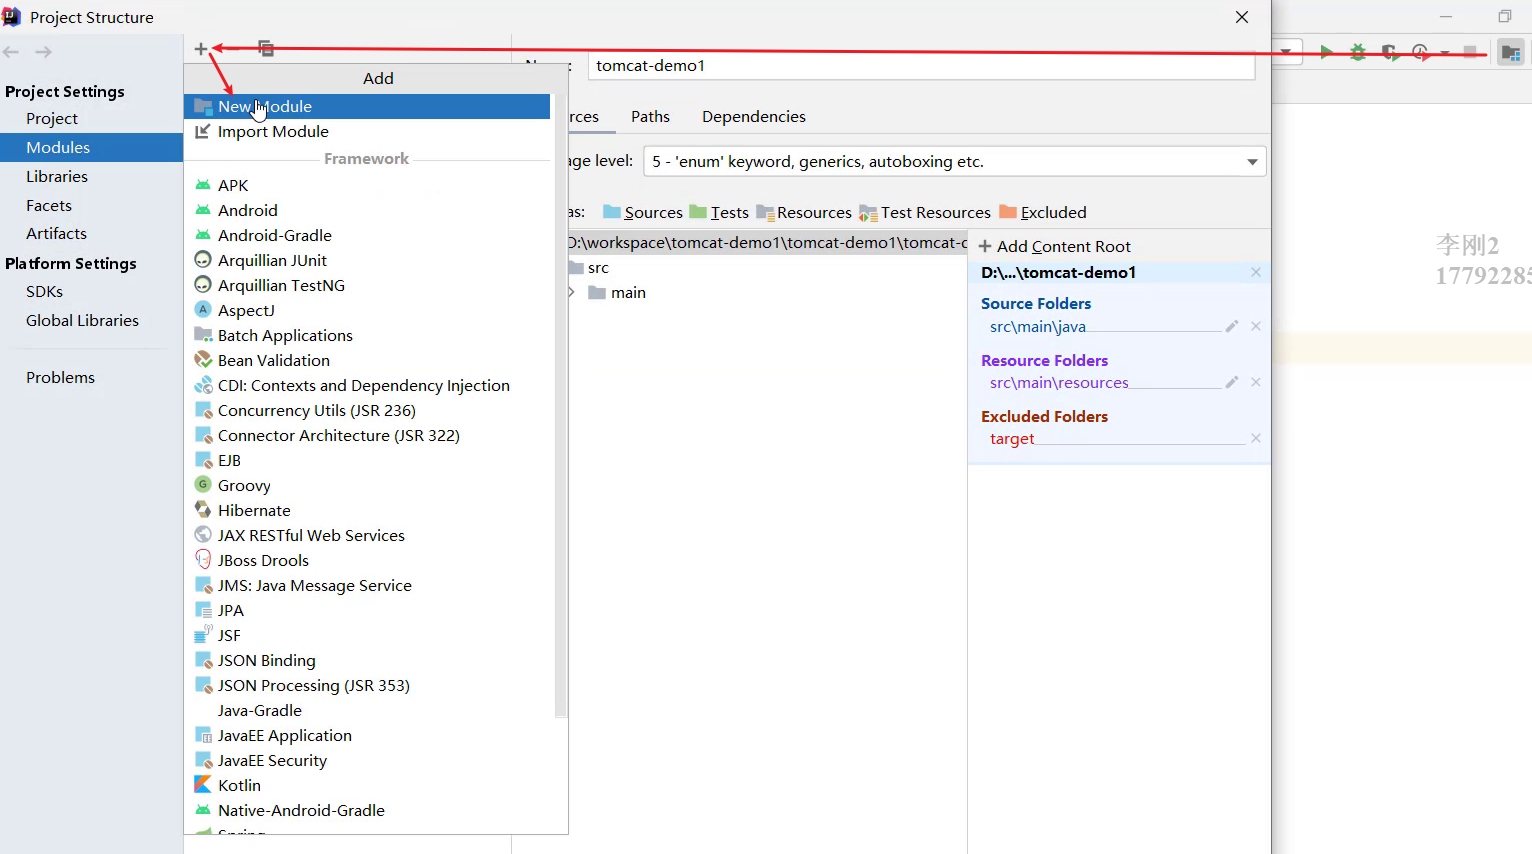 Project Structure
Add
New Module
Import Module
Framework
APK
Android
Android-Gradle
Arquillian JUnit
Arquillian TestNG
AspectJ
Batch Applications
Bean Validation
CDI: Contexts and Dependency Injection
Concurrency Utils (JSR 236)
Connector Architecture (JSR 322)
EJB
Groovy
Hibernate
JAX RESTful Web Services
JBoss Drools
JMS: Java Message Service
JPA
JSF
JSON Binding
JSON Processing (JSR 353)
Java-Gradle
JavaEE Application
JavaEE Security
Kotlin
Native-Android-Gradle
Project Settings
Project
Modules
Libraries
Facets
Artifacts
Platform Settings
SDKs
Global Libraries
Problems
tomcat-demo1
rces Paths Dependencies
age level: 5 - 'enum' keyword, generics, autoboxing etc.
as: Sources Tests Resources Test Resources Excluded
D:\workspace\tomcat-demo1\tomcat-demo1\tomcat-d
src
main
+ Add Content Root
D:\...\tomcat-demo1
Source Folders
src\main\java
Resource Folders
src\main\resources
Excluded Folders
target
李刚2
17792285